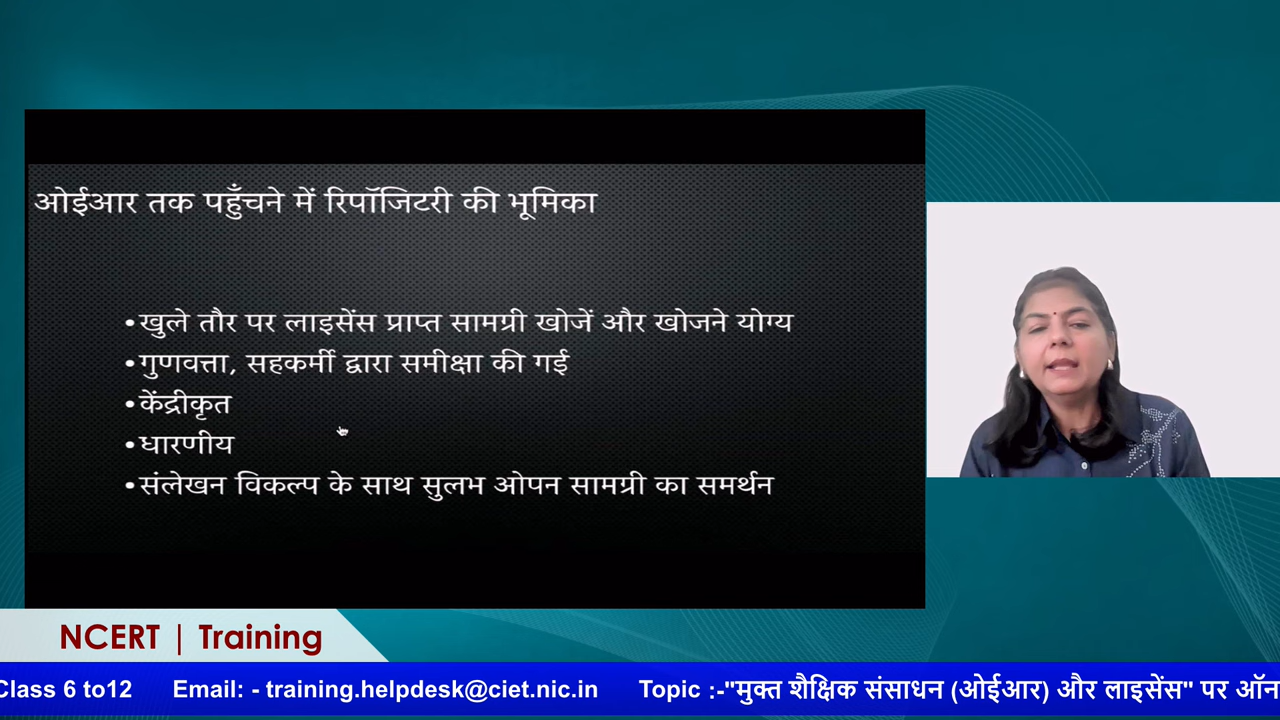 ओईआर तक पहुँचने में रिपॉजिटरी की भूमिका
•खुले तौर पर लाइसेंस प्राप्त सामग्री खोजें और खोजने योग्य
•गुणवत्ता, सहकर्मी द्वारा समीक्षा की गई
•केंद्रीकृत
•धारणीय
•संलेखन विकल्प के साथ सुलभ ओपन सामग्री का समर्थन
NCERT | Training
Class 6 to12 Email: - training.helpdesk@ciet.nic.in Topic :-"मुक्त शैक्षिक संसाधन (ओईआर) और लाइसेंस" पर